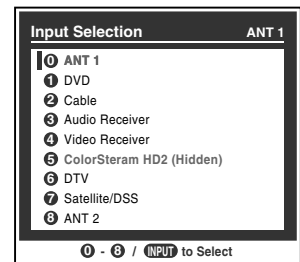 Input Selection ANT 1
0 ANT 1
1 DVD
2 Cable
3 Audio Receiver
4 Video Receiver
5 ColorSteram HD2 (Hidden)
6 DTV
7 Satellite/DSS
8 ANT 2
0 - 8 / INPUT to Select